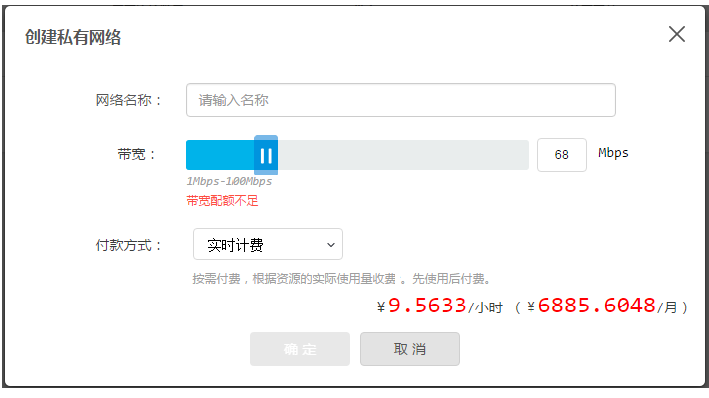 创建私有网络
网络名称： 请输入名称
带宽： 68 Mbps
1Mbps-100Mbps
带宽配额不足
付款方式： 实时计费
按需付费，根据资源的实际使用量收费 。先使用后付费。
¥9.5633/小时 （¥6885.6048/月）
确 定 取 消